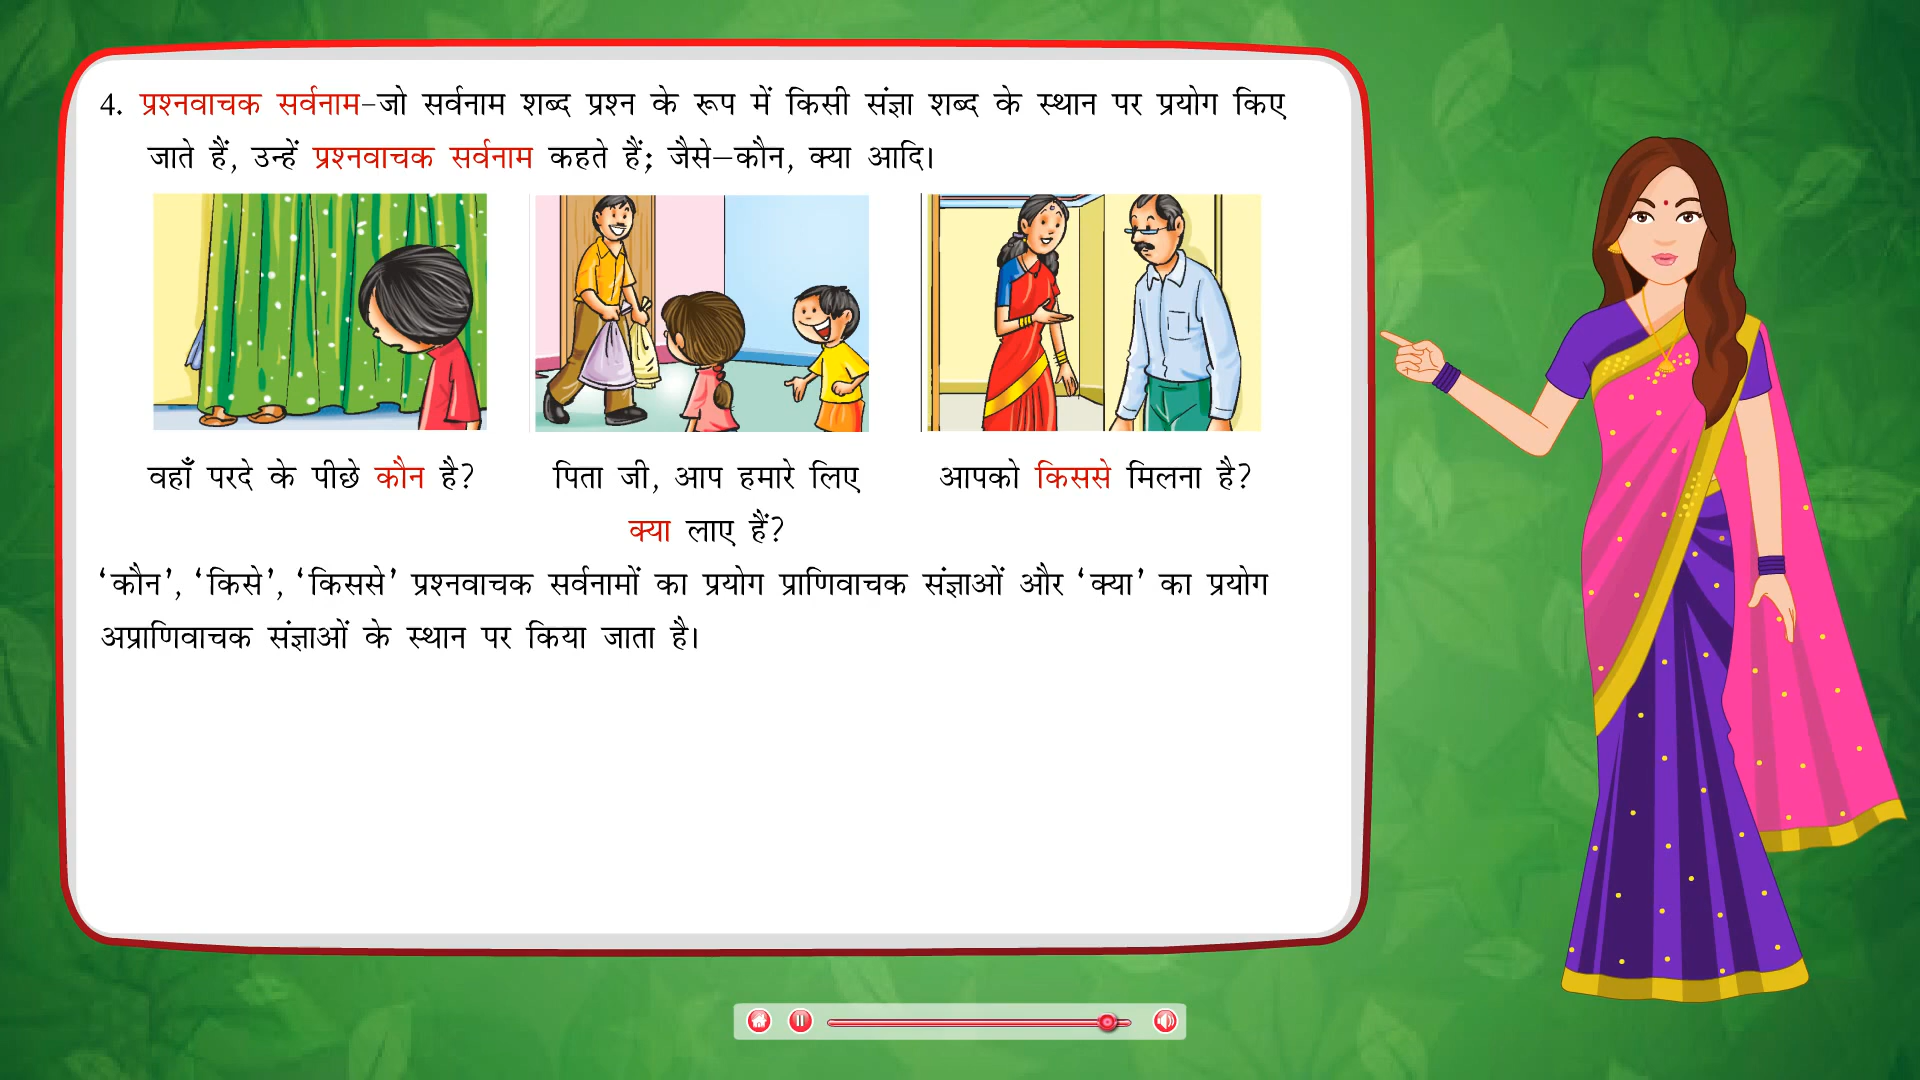 4. प्रश्नवाचक सर्वनाम–जो सर्वनाम शब्द प्रश्न के रूप में किसी संज्ञा शब्द के स्थान पर प्रयोग किए
जाते हैं, उन्हें प्रश्नवाचक सर्वनाम कहते हैं; जैसे–कौन, क्या आदि।
वहाँ परदे के पीछे कौन है?
पिता जी, आप हमारे लिए
क्या लाए हैं?
आपको किससे मिलना है?
‘कौन’, ‘किसे’, ‘किससे’ प्रश्नवाचक सर्वनामों का प्रयोग प्राणिवाचक संज्ञाओं और ‘क्या’ का प्रयोग
अप्राणिवाचक संज्ञाओं के स्थान पर किया जाता है।